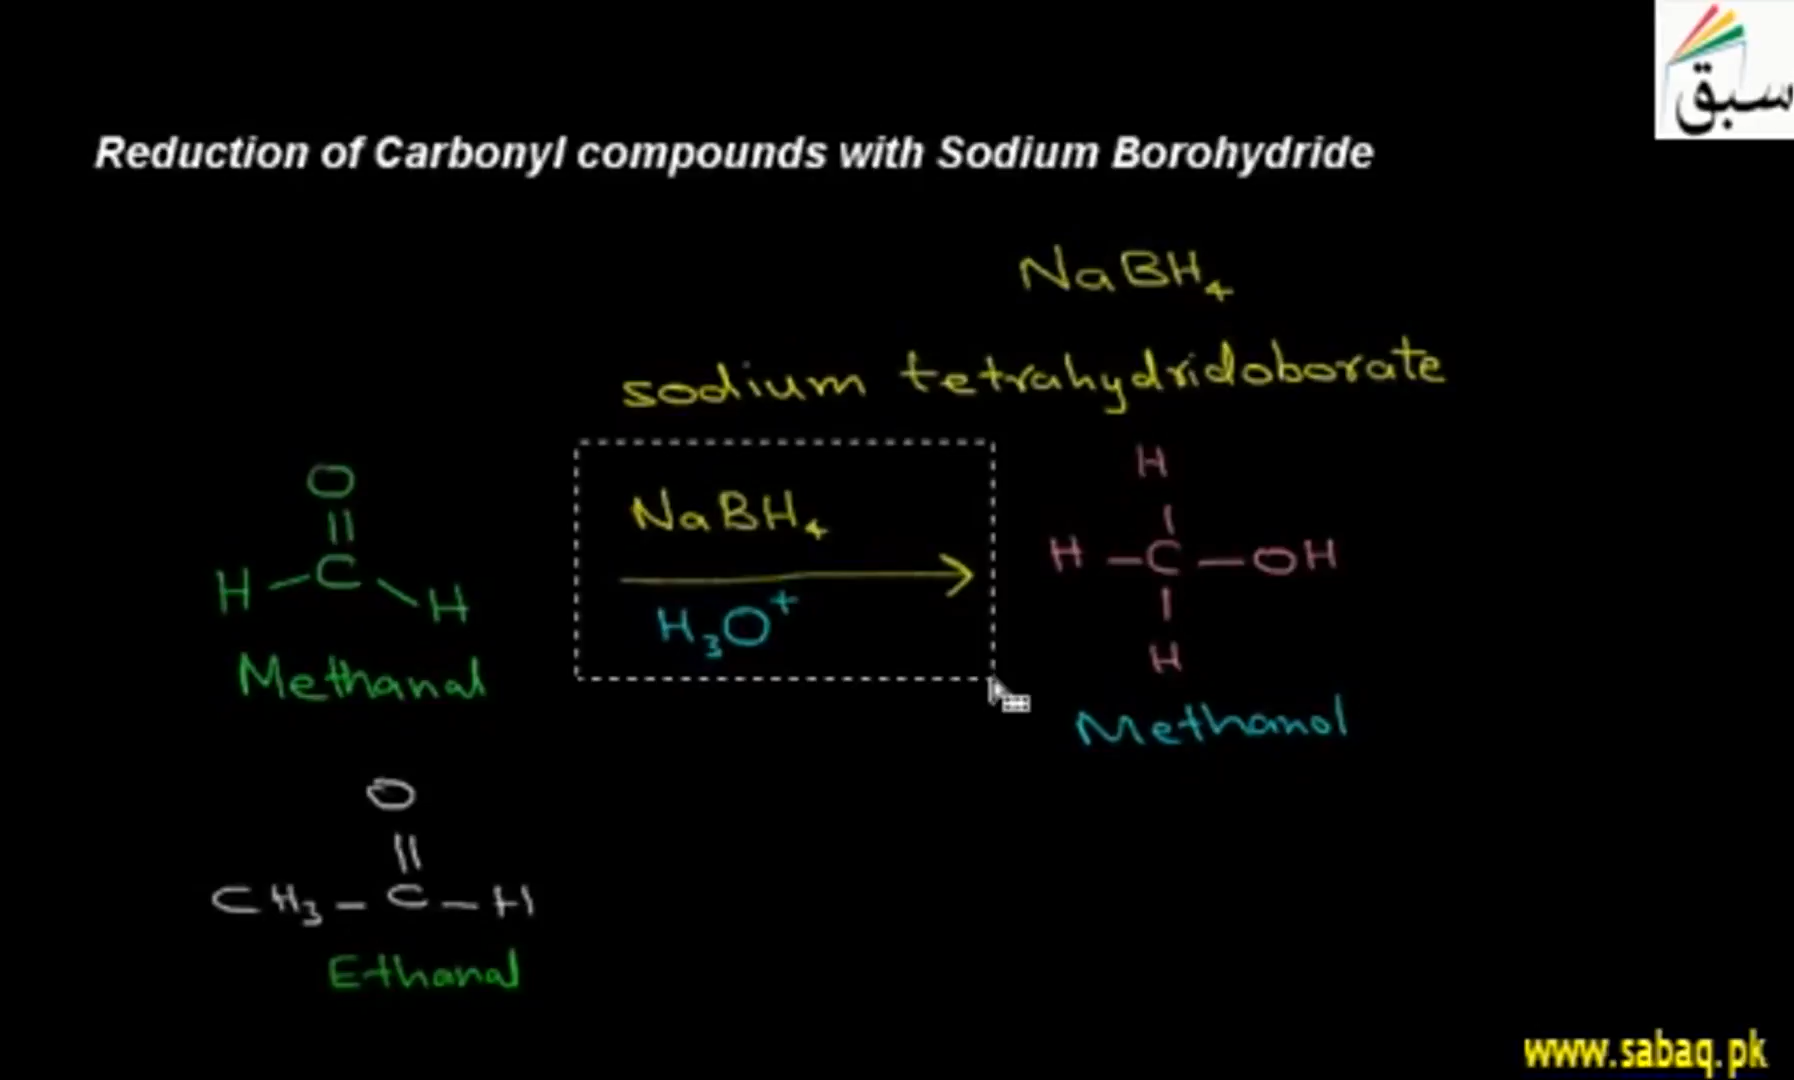 سبق
Reduction of Carbonyl compounds with Sodium Borohydride
NaBH₄
sodium tetrahydridoborate
O
||
H – C – H
Methanal
NaBH₄
H₃O⁺
H
|
H – C – OH
|
H
Methanol
O
||
CH₃ – C – H
Ethanal
www.sabaq.pk